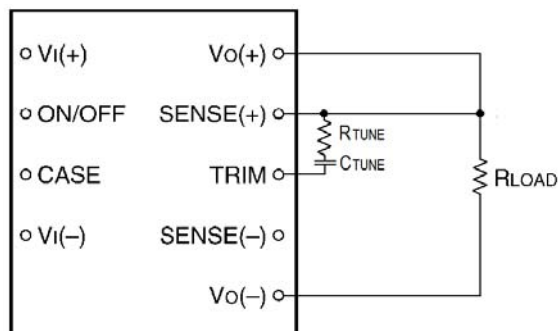 VI(+)
VO(+)
ON/OFF
SENSE(+)
RTUNE
CTUNE
CASE
TRIM
RLOAD
VI(–)
SENSE(–)
VO(–)